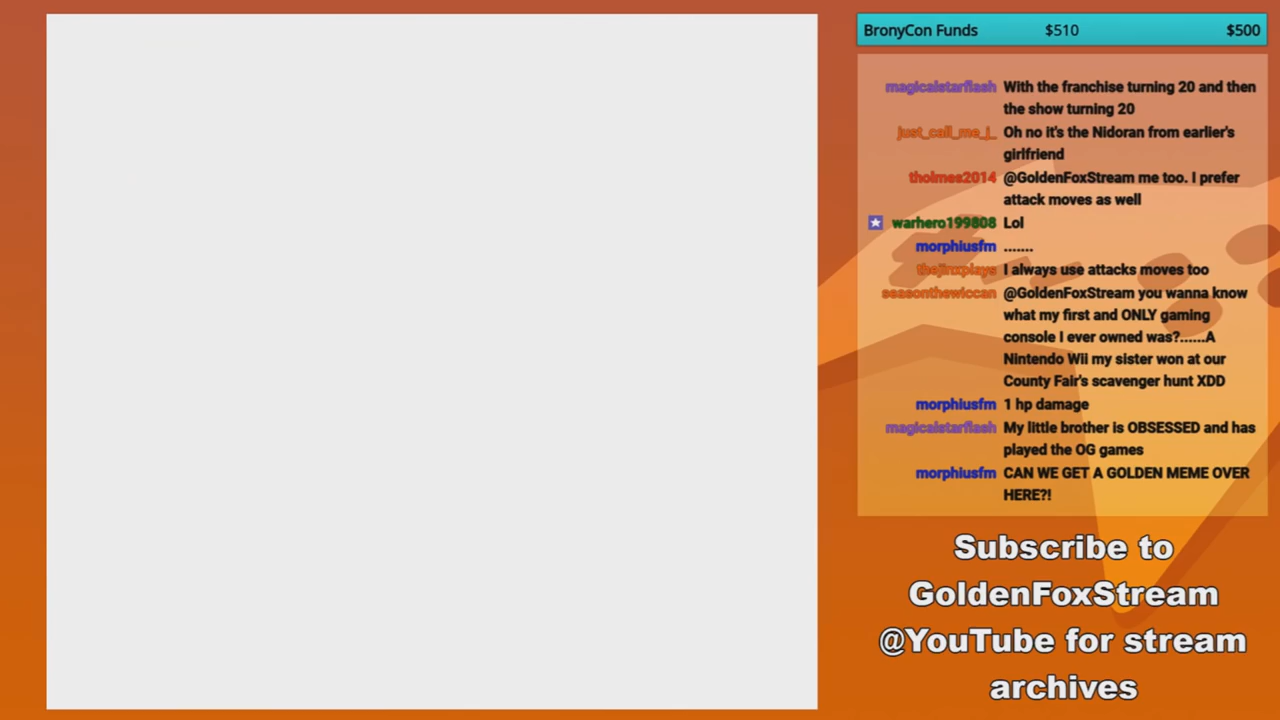 BronyCon Funds $510 $500
magicalstarflash With the franchise turning 20 and then
the show turning 20
just_call_me_j_ Oh no it's the Nidoran from earlier's
girlfriend
tholmes2014 @GoldenFoxStream me too. I prefer
attack moves as well
warhero199808 Lol
morphiusfm .......
thejinxplays I always use attacks moves too
seasonthewiccan @GoldenFoxStream you wanna know
what my first and ONLY gaming
console I ever owned was?......A
Nintendo Wii my sister won at our
County Fair's scavenger hunt XDD
morphiusfm 1 hp damage
magicalstarflash My little brother is OBSESSED and has
played the OG games
morphiusfm CAN WE GET A GOLDEN MEME OVER
HERE?!
Subscribe to
GoldenFoxStream
@YouTube for stream
archives